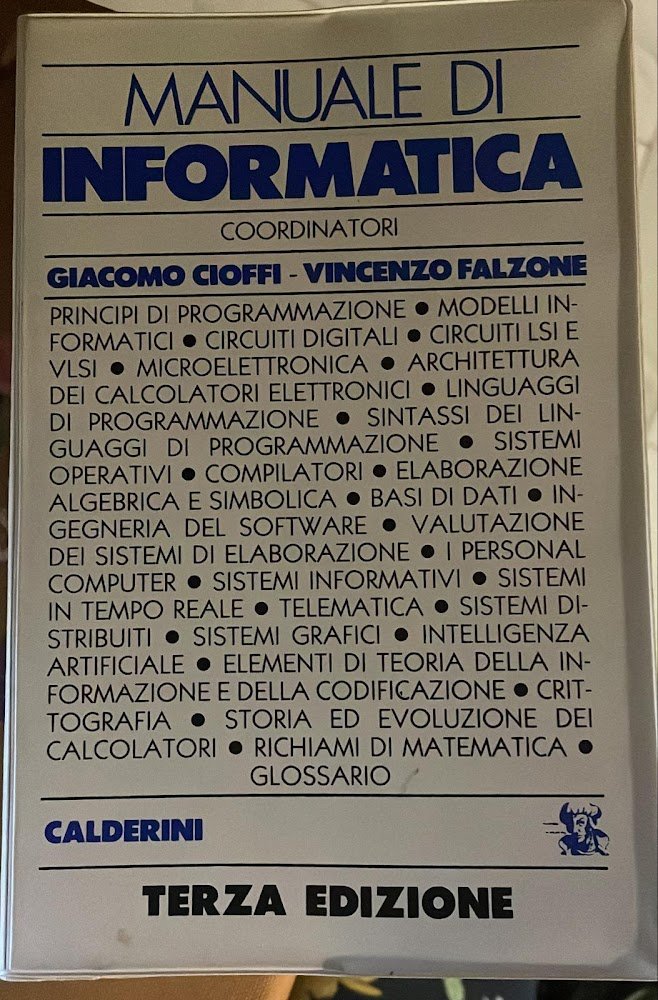 MANUALE DI
INFORMATICA
COORDINATORI
GIACOMO CIOFFI - VINCENZO FALZONE
PRINCIPI DI PROGRAMMAZIONE ● MODELLI IN-
FORMATICI ● CIRCUITI DIGITALI ● CIRCUITI LSI E
VLSI ● MICROELETTRONICA ● ARCHITETTURA
DEI CALCOLATORI ELETTRONICI ● LINGUAGGI
DI PROGRAMMAZIONE ● SINTASSI DEI LIN-
GUAGGI DI PROGRAMMAZIONE ● SISTEMI
OPERATIVI ● COMPILATORI ● ELABORAZIONE
ALGEBRICA E SIMBOLICA ● BASI DI DATI ● IN-
GEGNERIA DEL SOFTWARE ● VALUTAZIONE
DEI SISTEMI DI ELABORAZIONE ● I PERSONAL
COMPUTER ● SISTEMI INFORMATIVI ● SISTEMI
IN TEMPO REALE ● TELEMATICA ● SISTEMI DI-
STRIBUITI ● SISTEMI GRAFICI ● INTELLIGENZA
ARTIFICIALE ● ELEMENTI DI TEORIA DELLA IN-
FORMAZIONE E DELLA CODIFICAZIONE ● CRIT-
TOGRAFIA ● STORIA ED EVOLUZIONE DEI
CALCOLATORI ● RICHIAMI DI MATEMATICA ●
GLOSSARIO
CALDERINI
TERZA EDIZIONE